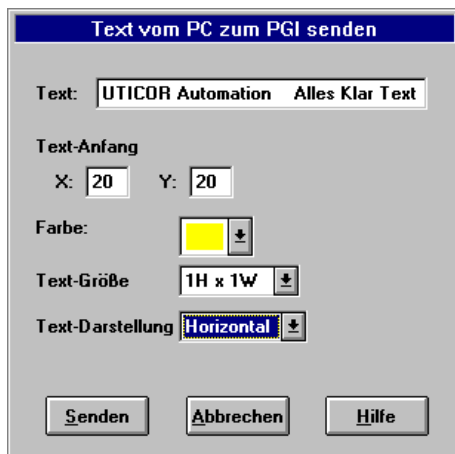 Text vom PC zum PGI senden
Text: UTICOR Automation    Alles Klar Text
Text-Anfang
X: 20 Y: 20
Farbe:
Text-Größe 1H x 1W
Text-Darstellung Horizontal
Senden Abbrechen Hilfe